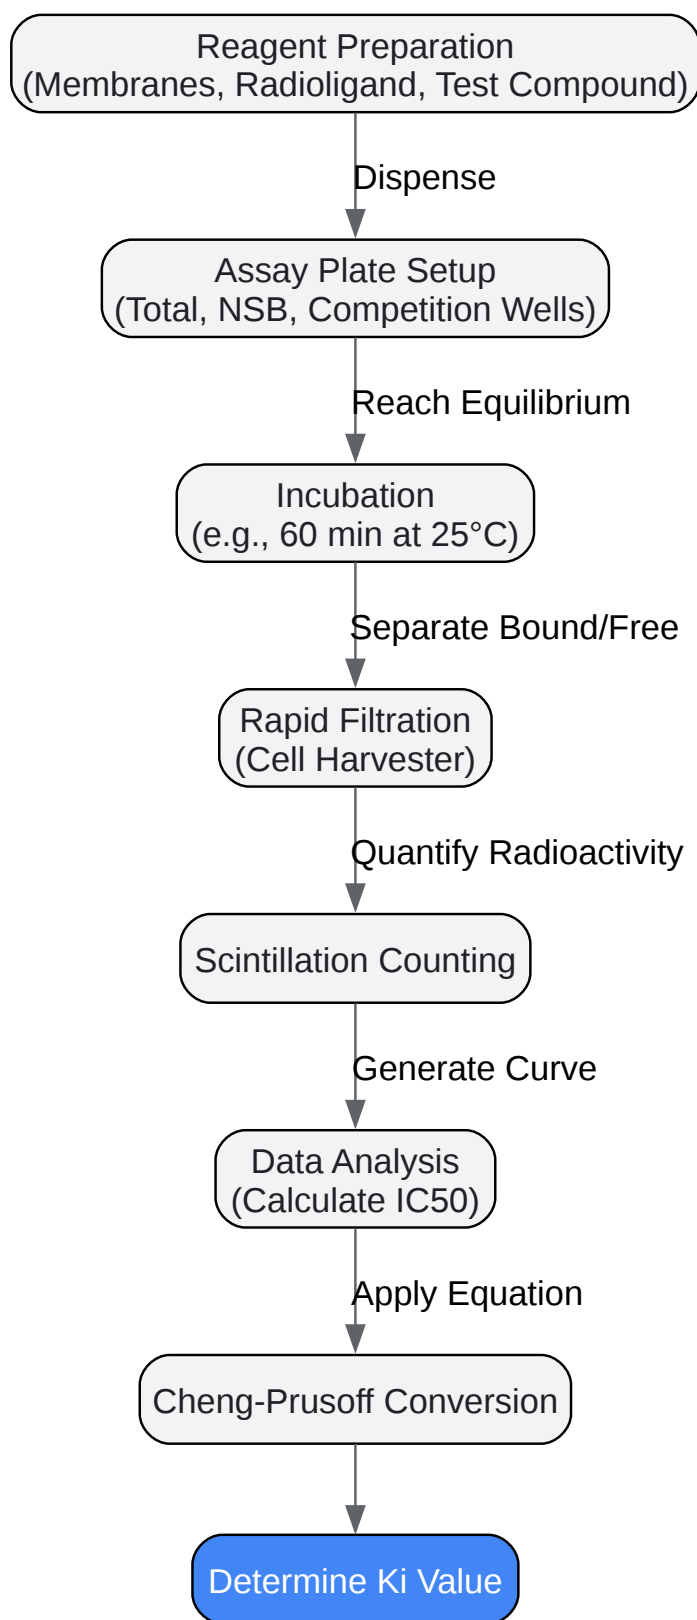 Reagent Preparation
(Membranes, Radioligand, Test Compound)
Dispense
Assay Plate Setup
(Total, NSB, Competition Wells)
Reach Equilibrium
Incubation
(e.g., 60 min at 25°C)
Separate Bound/Free
Rapid Filtration
(Cell Harvester)
Quantify Radioactivity
Scintillation Counting
Generate Curve
Data Analysis
(Calculate IC50)
Apply Equation
Cheng-Prusoff Conversion
Determine Ki Value